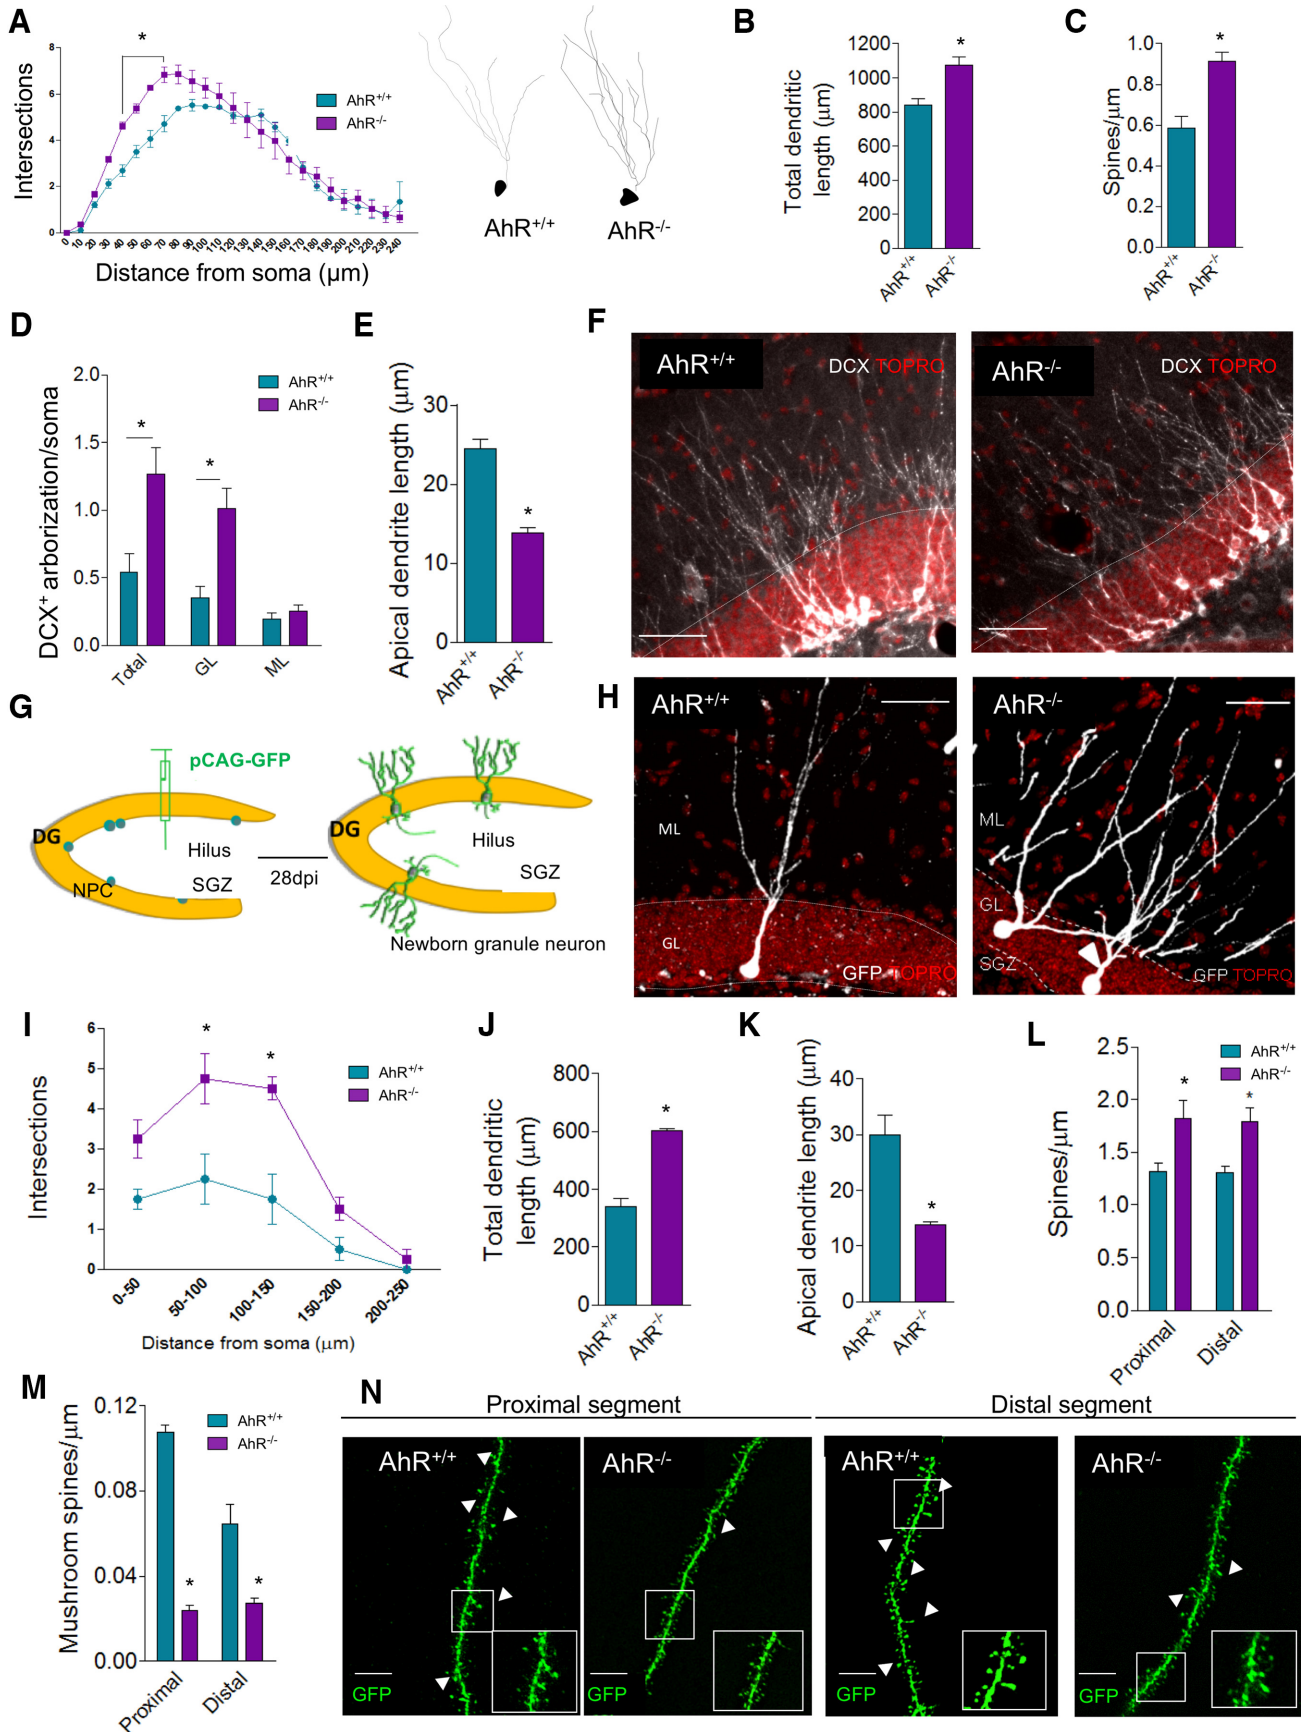 A
*
8
6
4
2
0
Intersections
AhR+/+
AhR-/-
0 10 20 30 40 50 60 70 80 90 100 110 120 130 140 150 160 170 180 190 200 210 220 230 240
Distance from soma (µm)
AhR+/+
AhR-/-
B
Total dendritic
length (µm)
1200
1000
800
600
400
200
0
*
AhR+/+
AhR-/-
C
Spines/µm
1.0
0.8
0.6
0.4
0.2
0.0
*
AhR+/+
AhR-/-
D
DCX+ arborization/soma
2.0
1.5
1.0
0.5
0.0
AhR+/+
AhR-/-
*
*
Total
GL
ML
E
Apical dendrite length (µm)
30
20
10
0
*
AhR+/+
AhR-/-
F
AhR+/+
DCX TOPRO
AhR-/-
DCX TOPRO
G
pCAG-GFP
DG
Hilus
NPC
SGZ
28dpi
DG
Hilus
SGZ
Newborn granule neuron
H
AhR+/+
ML
GL
GFP TOPRO
AhR-/-
ML
GL
SGZ
GFP TOPRO
I
Intersections
6
5
4
3
2
1
0
*
*
AhR+/+
AhR-/-
0-50
50-100
100-150
150-200
200-250
Distance from soma (µm)
J
Total dendritic
length (µm)
800
600
400
200
0
*
AhR+/+
AhR-/-
K
Apical dendrite length (µm)
40
30
20
10
0
*
AhR+/+
AhR-/-
L
Spines/µm
2.5
2.0
1.5
1.0
0.5
0.0
AhR+/+
AhR-/-
*
*
Proximal
Distal
M
Mushroom spines/µm
0.12
0.08
0.04
0.00
AhR+/+
AhR-/-
*
*
Proximal
Distal
N
Proximal segment
Distal segment
AhR+/+
GFP
AhR-/-
GFP
AhR+/+
GFP
AhR-/-
GFP